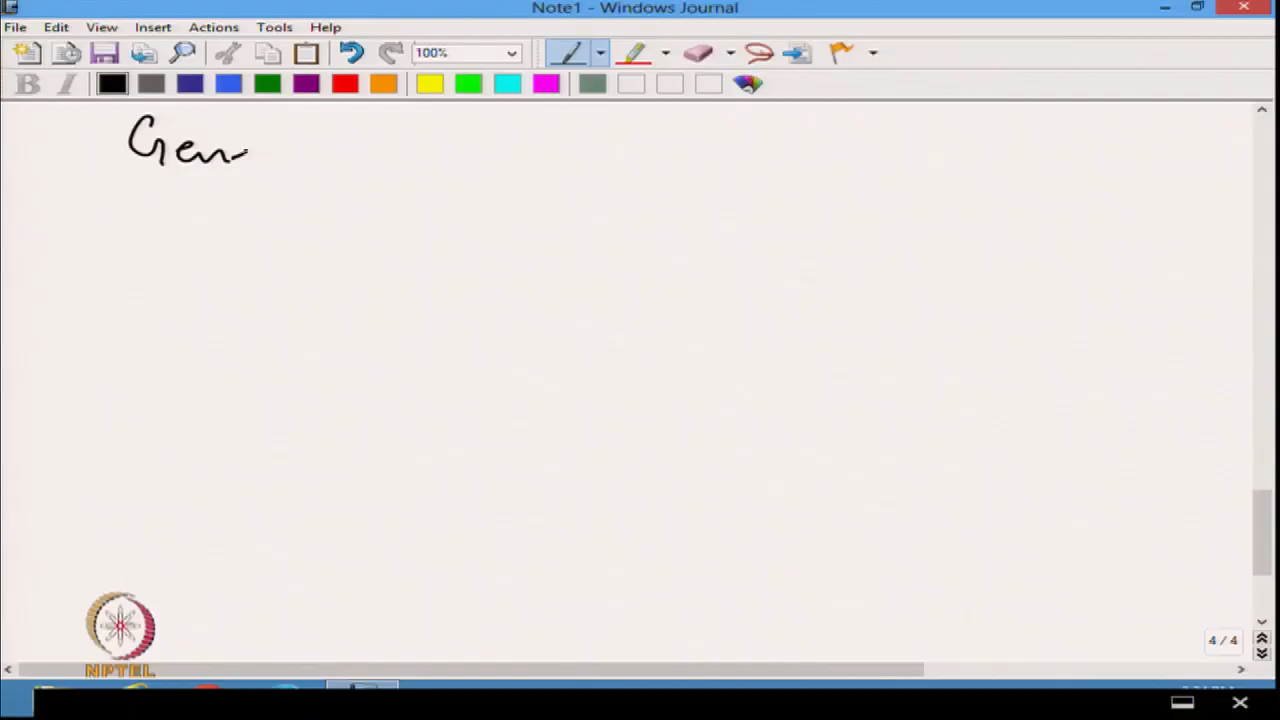 Note1 - Windows Journal
File Edit View Insert Actions Tools Help
100%
B I
Gen
4 / 4
NPTEL